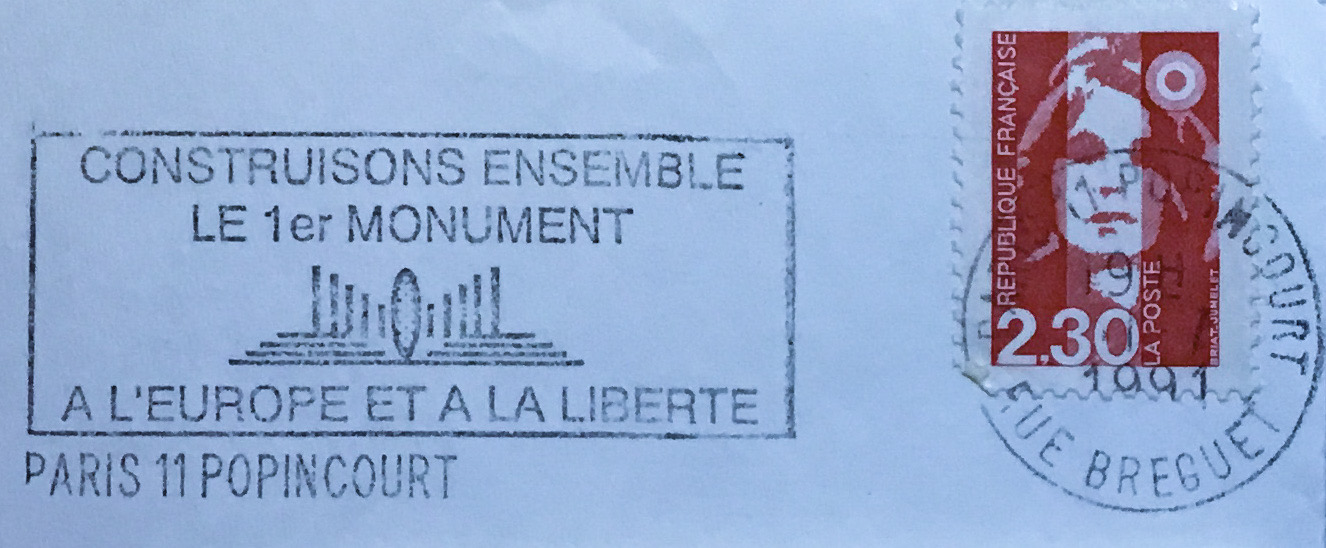 CONSTRUISONS ENSEMBLE
LE 1er MONUMENT
A L'EUROPE ET A LA LIBERTE
PARIS 11 POPINCOURT
REPUBLIQUE FRANÇAISE
2,30
LA POSTE
BRIAT. JUMELET
1991
RUE BREGUET